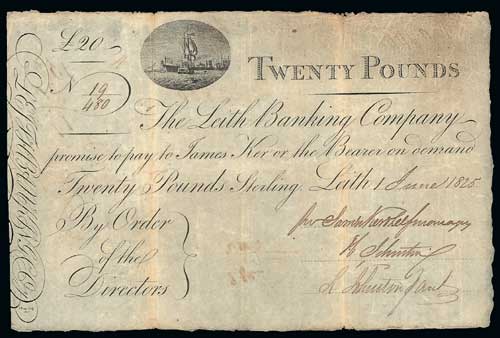 £20
TWENTY POUNDS
No 19/480
The Leith Banking Company
promise to pay to James Ker or the Bearer on demand
Twenty Pounds Sterling. Leith 1 June 1825
By Order
of the
Directors